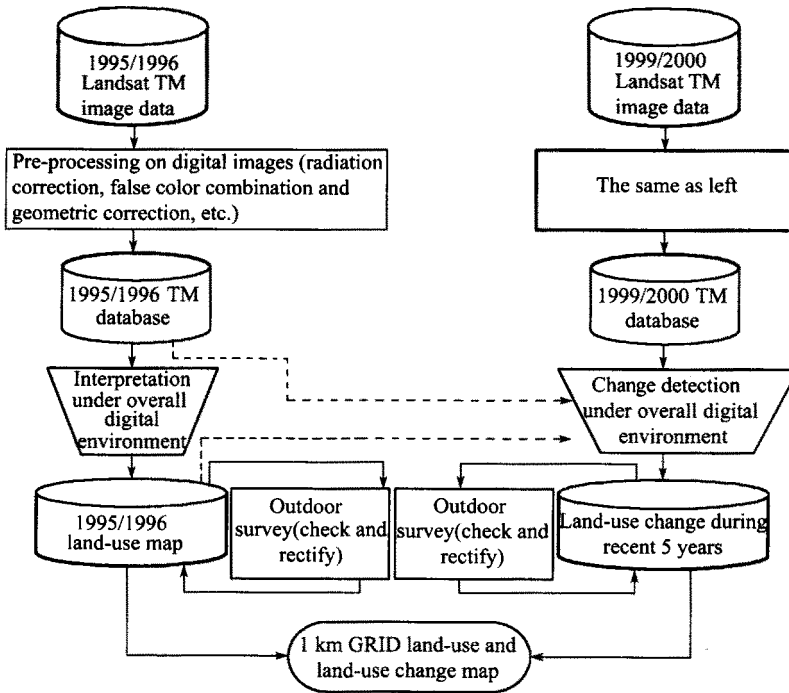 1995/1996
Landsat TM
image data
1999/2000
Landsat TM
image data
Pre-processing on digital images (radiation
correction, false color combination and
geometric correction, etc.)
The same as left
1995/1996 TM
database
1999/2000 TM
database
Interpretation
under overall
digital
environment
Change detection
under overall digital
environment
1995/1996
land-use map
Outdoor
survey(check and
rectify)
Outdoor
survey(check and
rectify)
Land-use change during
recent 5 years
1 km GRID land-use and
land-use change map